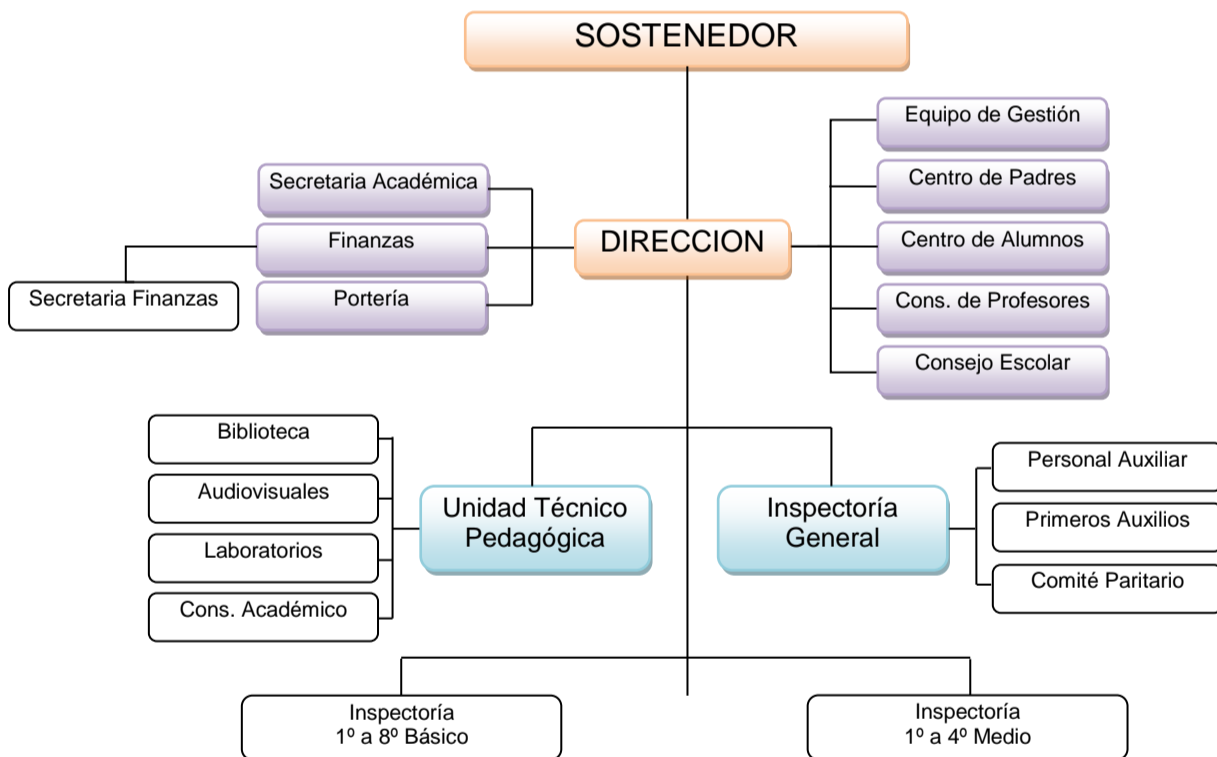 SOSTENEDOR
Equipo de Gestión
Secretaria Académica
Centro de Padres
Finanzas
DIRECCION
Centro de Alumnos
Secretaria Finanzas
Portería
Cons. de Profesores
Consejo Escolar
Biblioteca
Audiovisuales
Laboratorios
Cons. Académico
Unidad Técnico
Pedagógica
Inspectoría
General
Personal Auxiliar
Primeros Auxilios
Comité Paritario
Inspectoría
1º a 8º Básico
Inspectoría
1º a 4º Medio